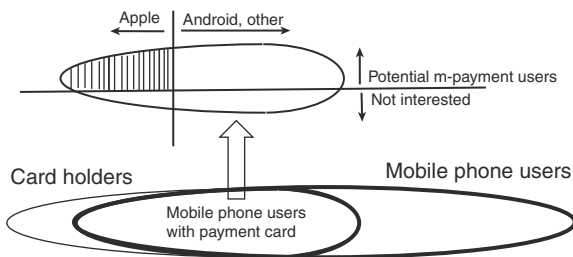 Apple
Android, other
Potential m-payment users
Not interested
Card holders
Mobile phone users
Mobile phone users
with payment card